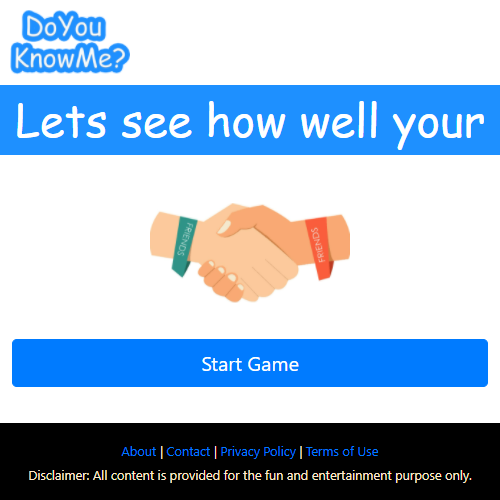 DoYou
KnowMe?
Lets see how well your
FRIENDS
FRIENDS
Start Game
About | Contact | Privacy Policy | Terms of Use
Disclaimer: All content is provided for the fun and entertainment purpose only.